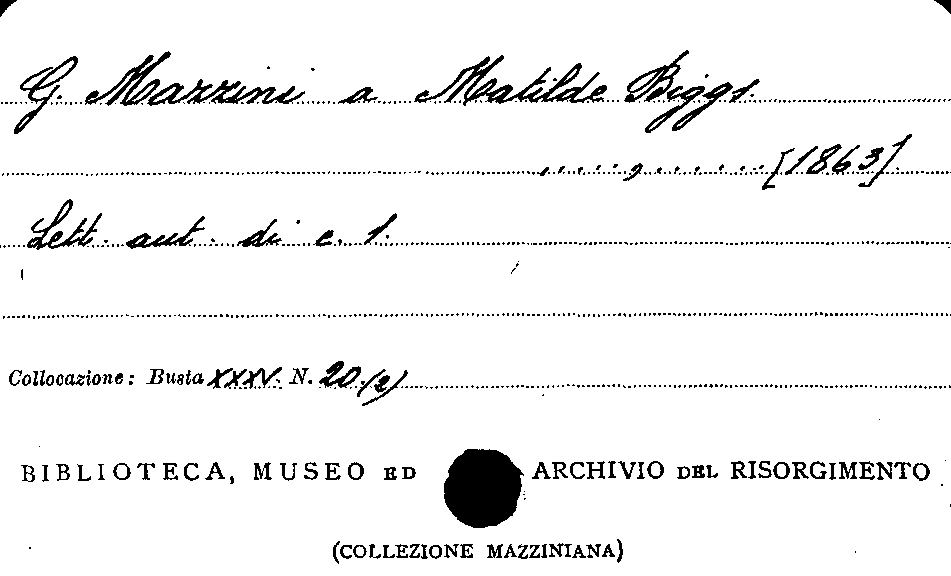 G. Mazzini a Matilde Biggs.
....., ...... [1863].
Lett. aut. di c. 1.
Collocazione: Busta XXXV. N. 20.(2)
BIBLIOTECA, MUSEO ED ARCHIVIO DEL RISORGIMENTO
(COLLEZIONE MAZZINIANA)